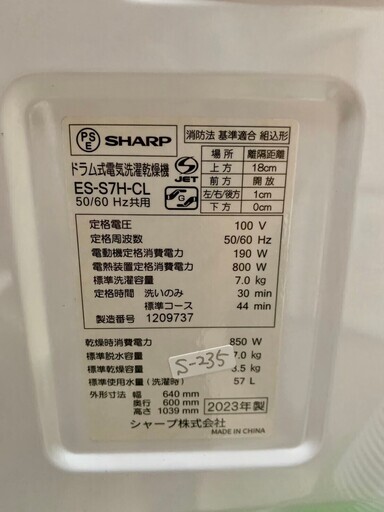 PSE SHARP
ドラム式電気洗濯乾燥機
ES-S7H-CL
50/60 Hz共用
S JET
G
消防法 基準適合 組込形
場所 離隔距離
上方 18cm
前方 開放
左/右/後方 1cm
下方 0cm
定格電圧 100 V
定格周波数 50/60 Hz
電動機定格消費電力 190 W
電熱装置定格消費電力 800 W
標準洗濯容量 7.0 kg
定格時間 洗いのみ 30 min
標準コース 44 min
製造番号 1209737
乾燥時消費電力 850 W
標準脱水容量 7.0 kg
標準乾燥容量 3.5 kg
標準使用水量(洗濯時) 57 L
S-235
外形寸法 幅 640 mm
奥行 600 mm
高さ 1039 mm
2023年製
シャープ株式会社
MADE IN CHINA